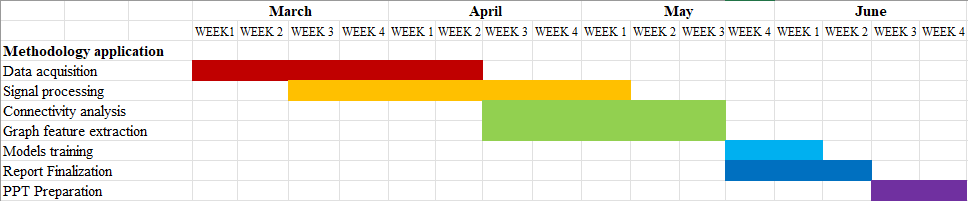 March April May June
WEEK1 WEEK 2 WEEK 3 WEEK 4 WEEK 1 WEEK 2 WEEK 3 WEEK 4 WEEK 1 WEEK 2 WEEK 3 WEEK 4 WEEK 1 WEEK 2 WEEK 3 WEEK 4
Methodology application
Data acquisition
Signal processing
Connectivity analysis
Graph feature extraction
Models training
Report Finalization
PPT Preparation